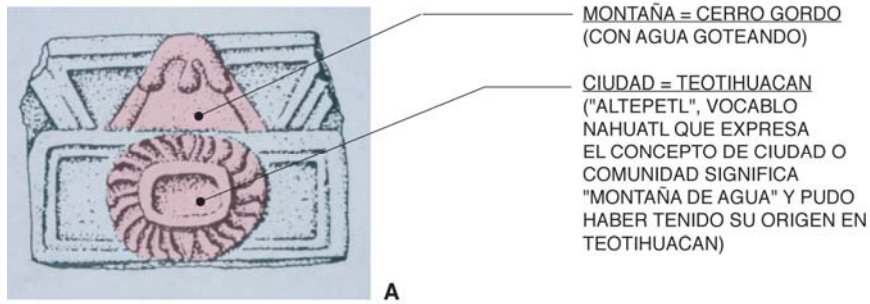 MONTAÑA = CERRO GORDO
(CON AGUA GOTEANDO)
CIUDAD = TEOTIHUACAN
("ALTEPETL", VOCABLO
NAHUATL QUE EXPRESA
EL CONCEPTO DE CIUDAD O
COMUNIDAD SIGNIFICA
"MONTAÑA DE AGUA" Y PUDO
HABER TENIDO SU ORIGEN EN
TEOTIHUACAN)
A